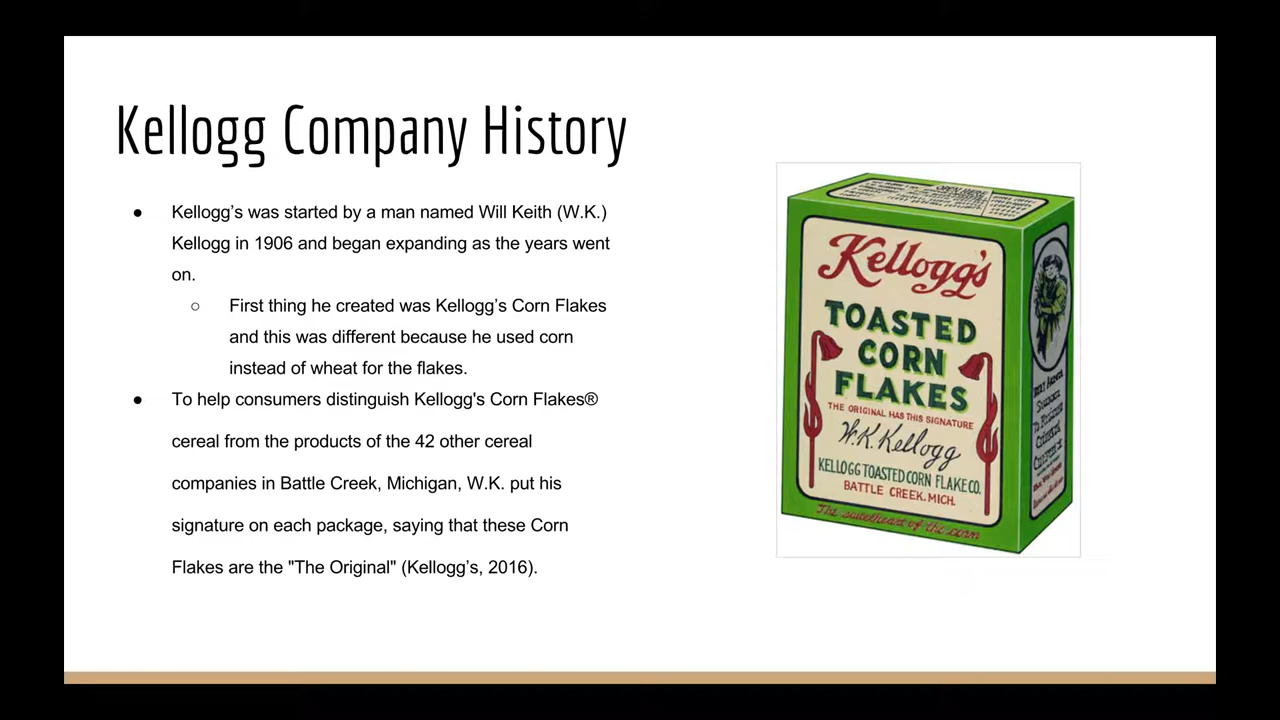 Kellogg Company History
● Kellogg’s was started by a man named Will Keith (W.K.)
Kellogg in 1906 and began expanding as the years went
on.
○ First thing he created was Kellogg’s Corn Flakes
and this was different because he used corn
instead of wheat for the flakes.
● To help consumers distinguish Kellogg's Corn Flakes®
cereal from the products of the 42 other cereal
companies in Battle Creek, Michigan, W.K. put his
signature on each package, saying that these Corn
Flakes are the "The Original" (Kellogg’s, 2016).
Kellogg's
TOASTED
CORN
FLAKES
THE ORIGINAL HAS THIS SIGNATURE
W.K.Kellogg
KELLOGG TOASTED CORN FLAKE CO.
BATTLE CREEK, MICH.
The sweetheart of the corn